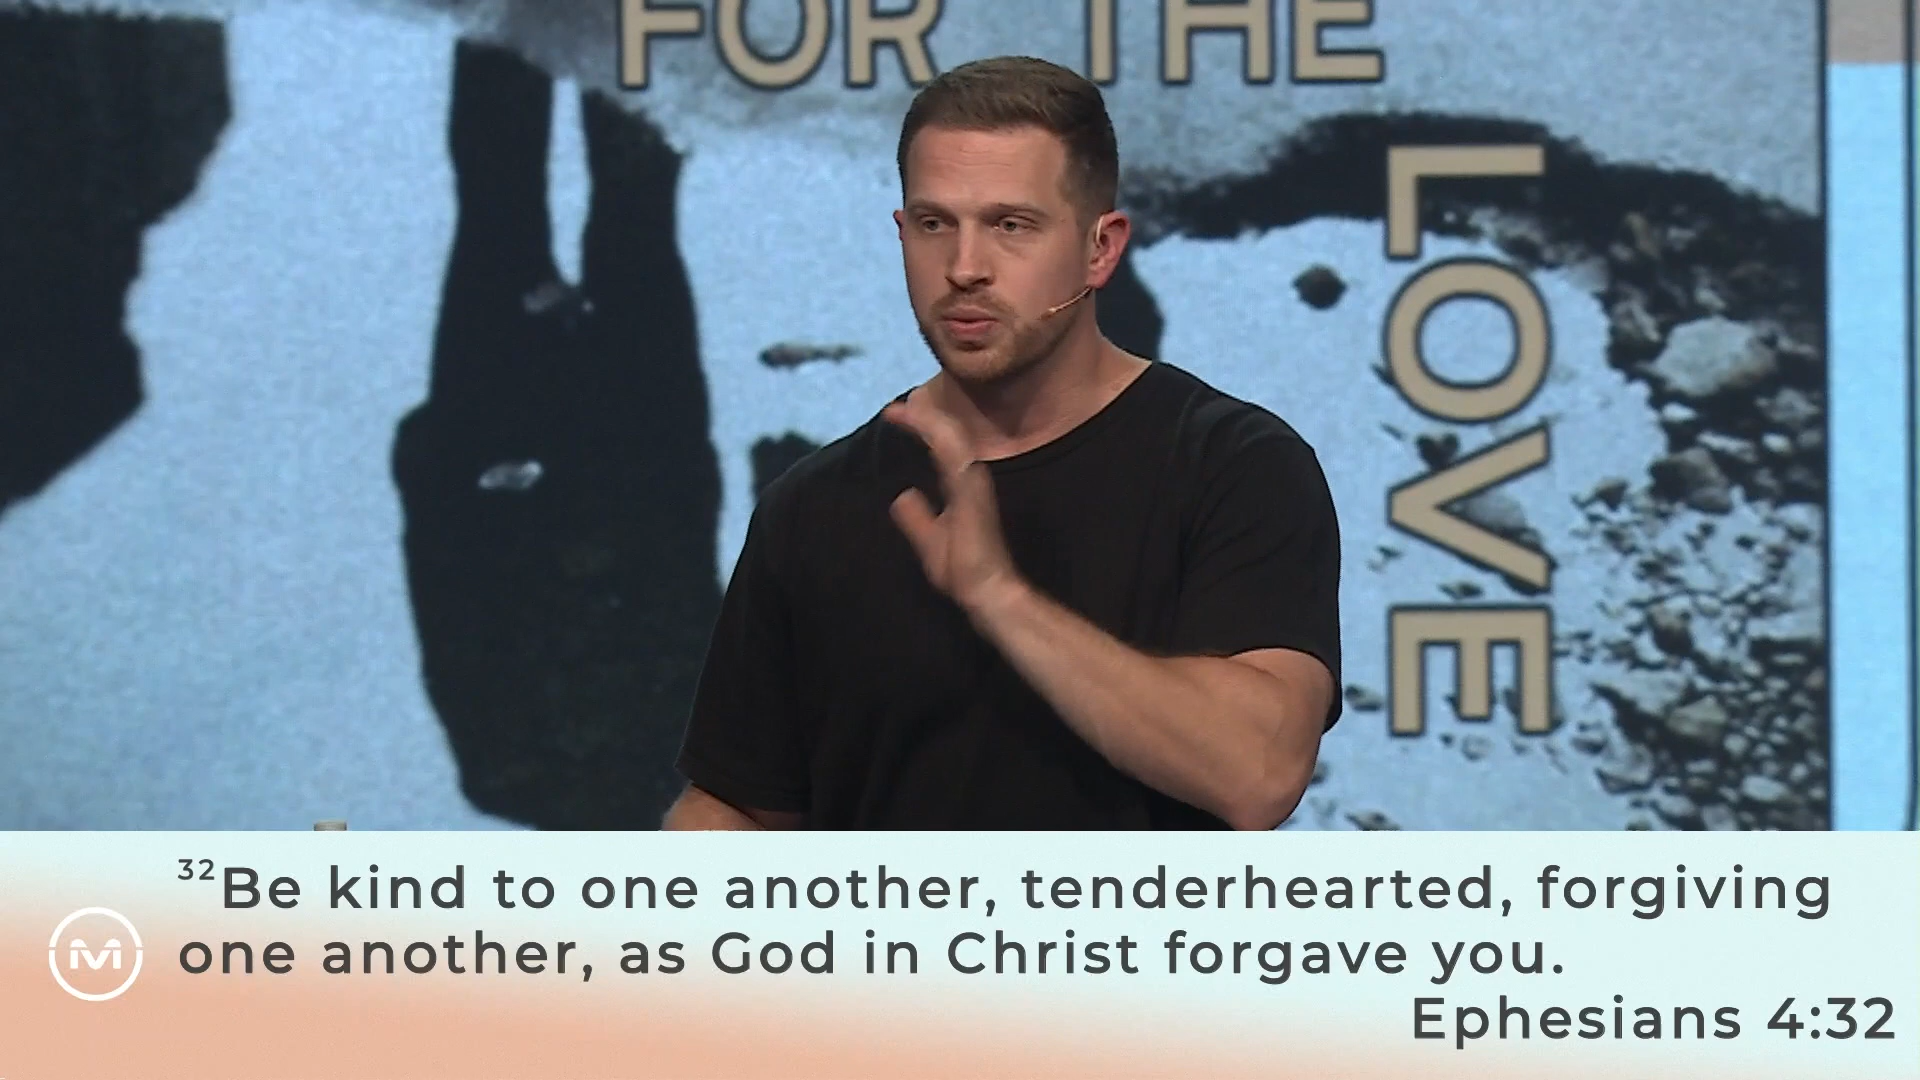 FOR THE
LOVE
32Be kind to one another, tenderhearted, forgiving
one another, as God in Christ forgave you.
Ephesians 4:32
M